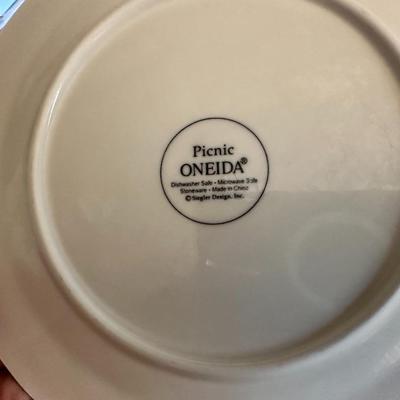 Picnic
ONEIDA®
Dishwasher Safe • Microwave Safe
Stoneware • Made in China
© Siegler Design, Inc.